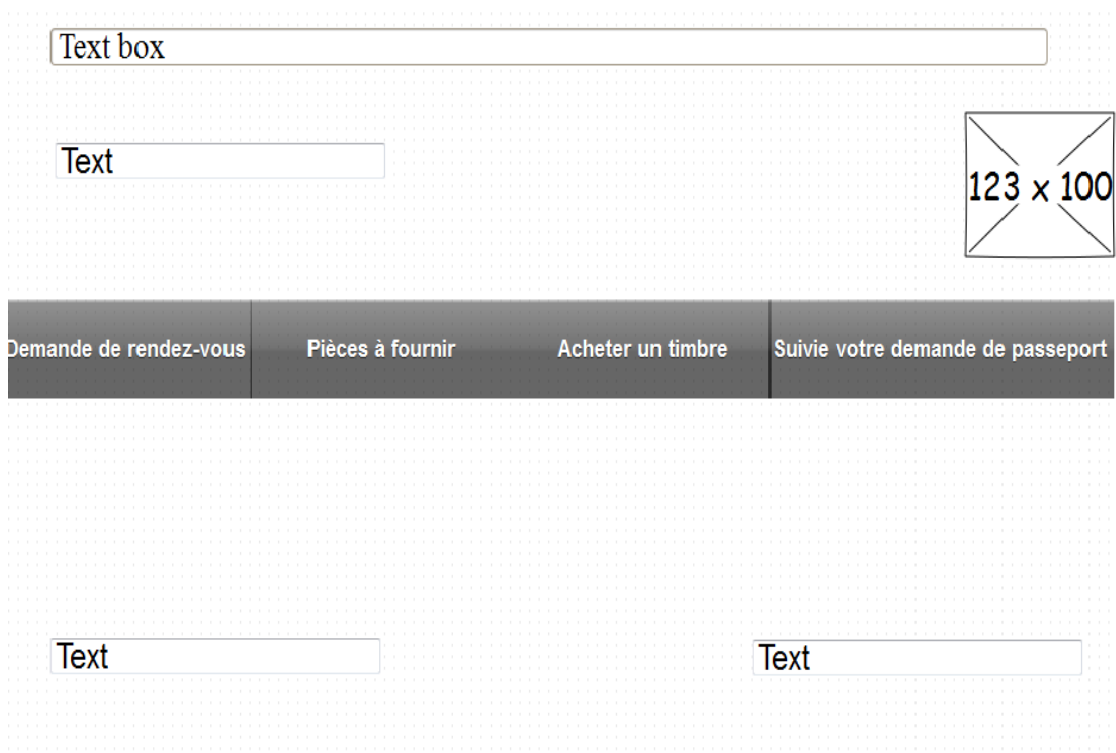 Text box
Text
123 x 100
Demande de rendez-vous
Pièces à fournir
Acheter un timbre
Suivie votre demande de passeport
Text
Text